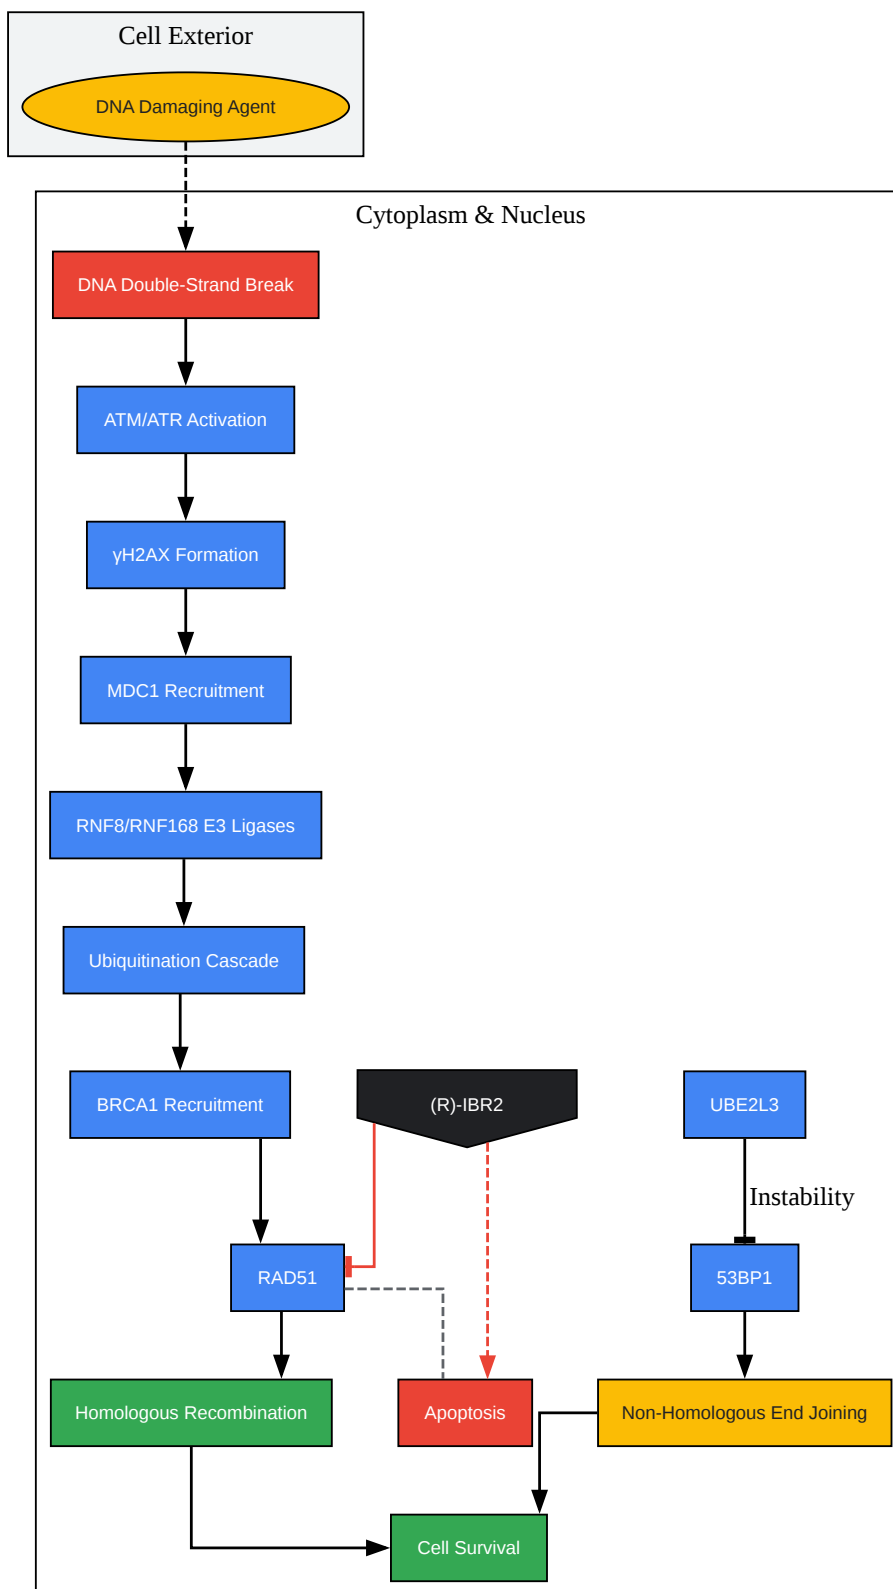 Cell Exterior
DNA Damaging Agent
Cytoplasm & Nucleus
DNA Double-Strand Break
ATM/ATR Activation
γH2AX Formation
MDC1 Recruitment
RNF8/RNF168 E3 Ligases
Ubiquitination Cascade
BRCA1 Recruitment
(R)-IBR2
UBE2L3
Instability
RAD51
53BP1
Homologous Recombination
Apoptosis
Non-Homologous End Joining
Cell Survival